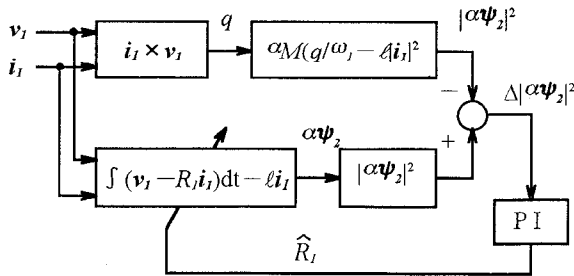 v₁
i₁
i₁ × v₁
q
αM(q/ω₁ − ℓ|i₁|²
|αψ₂|²
−
Δ|αψ₂|²
+
∫ (v₁ − R₁i₁)dt − ℓi₁
αψ₂
|αψ₂|²
PI
R̂₁